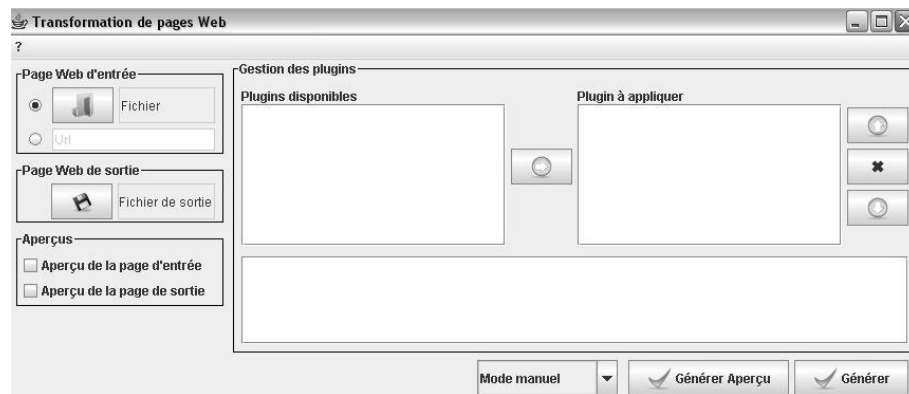 Transformation de pages Web
?
Page Web d'entrée
Fichier
Url
Page Web de sortie
Fichier de sortie
Aperçus
Aperçu de la page d'entrée
Aperçu de la page de sortie
Gestion des plugins
Plugins disponibles
Plugin à appliquer
Mode manuel
Générer Aperçu
Générer